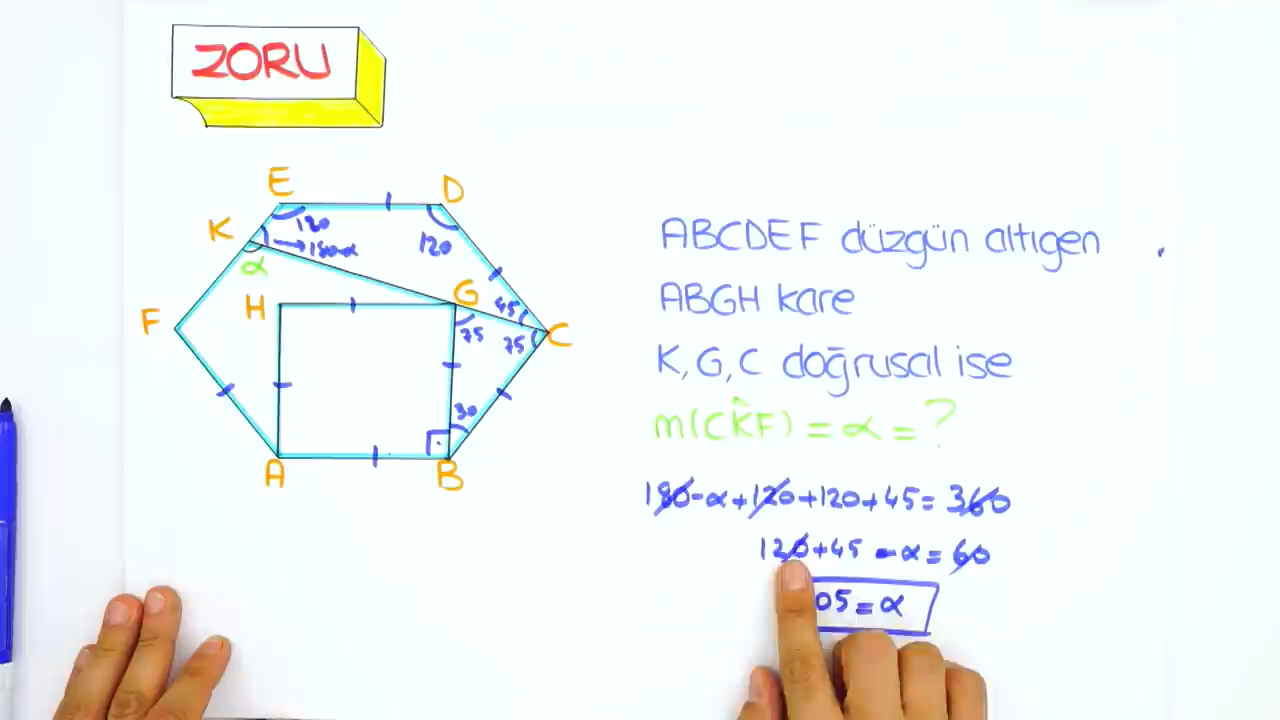 ZORU
E
D
K
120
→180-α
120
α
H
G
45
F
75
75
C
30
A
B
ABCDEF düzgün altıgen
ABGH kare
K, G, C doğrusal ise
m(CK̂F) = α = ?
180-α+120+120+45=360
120+45-α=60
05=α